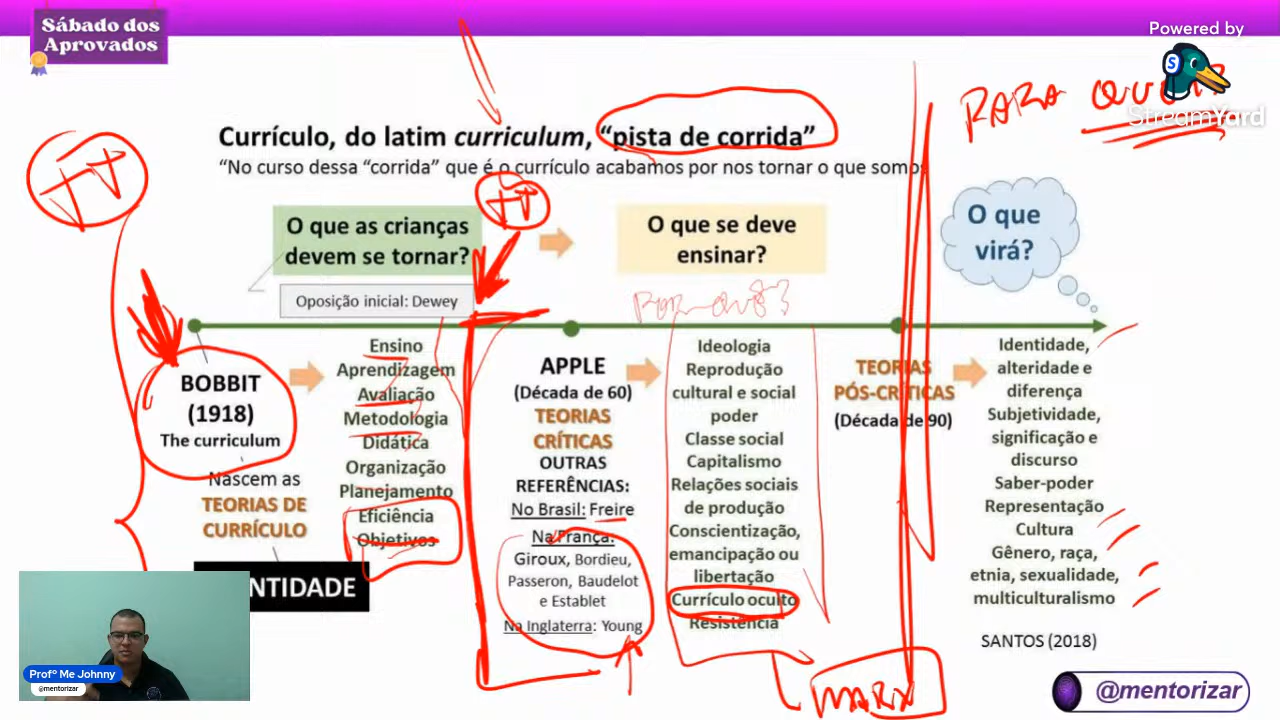 Sábado dos
Aprovados
Powered by
StreamYard
PARA QUEM?
Currículo, do latim curriculum, “pista de corrida”
“No curso dessa “corrida” que é o currículo acabamos por nos tornar o que somos
TT
TT
O que as crianças
devem se tornar?
O que se deve
ensinar?
O que
virá?
Oposição inicial: Dewey
POR QUÊ?
BOBBIT
(1918)
The curriculum
Nascem as
TEORIAS DE
CURRÍCULO
NTIDADE
Ensino
Aprendizagem
Avaliação
Metodologia
Didática
Organização
Planejamento
Eficiência
Objetivos
APPLE
(Década de 60)
TEORIAS
CRÍTICAS
OUTRAS
REFERÊNCIAS:
No Brasil: Freire
Na França:
Giroux, Bordieu,
Passeron, Baudelot
e Establet
Na Inglaterra: Young
Ideologia
Reprodução
cultural e social
poder
Classe social
Capitalismo
Relações sociais
de produção
Conscientização,
emancipação ou
libertação
Currículo oculto
Resistência
MARX
TEORIAS
PÓS-CRÍTICAS
(Década de 90)
Identidade,
alteridade e
diferença
Subjetividade,
significação e
discurso
Saber-poder
Representação
Cultura
Gênero, raça,
etnia, sexualidade,
multiculturalismo
SANTOS (2018)
Profº Me Johnny
@mentorizar
@mentorizar